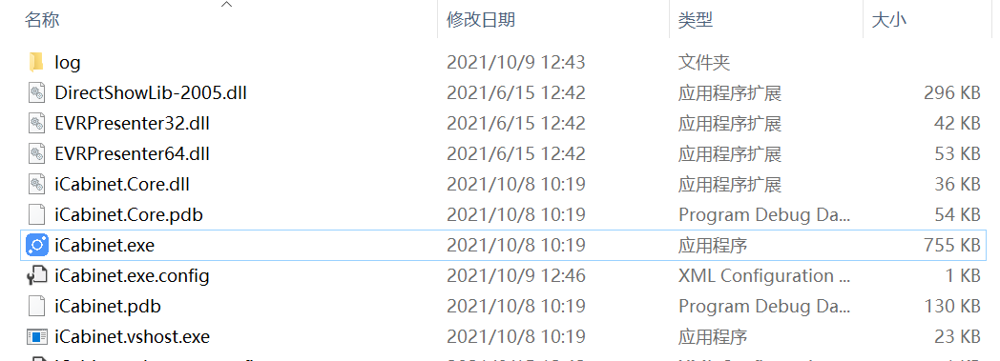 名称 修改日期 类型 大小
log 2021/10/9 12:43 文件夹
DirectShowLib-2005.dll 2021/6/15 12:42 应用程序扩展 296 KB
EVRPresenter32.dll 2021/6/15 12:42 应用程序扩展 42 KB
EVRPresenter64.dll 2021/6/15 12:42 应用程序扩展 53 KB
iCabinet.Core.dll 2021/10/8 10:19 应用程序扩展 36 KB
iCabinet.Core.pdb 2021/10/8 10:19 Program Debug Da... 54 KB
iCabinet.exe 2021/10/8 10:19 应用程序 755 KB
iCabinet.exe.config 2021/10/9 12:46 XML Configuration ... 1 KB
iCabinet.pdb 2021/10/8 10:19 Program Debug Da... 130 KB
iCabinet.vshost.exe 2021/10/8 10:19 应用程序 23 KB